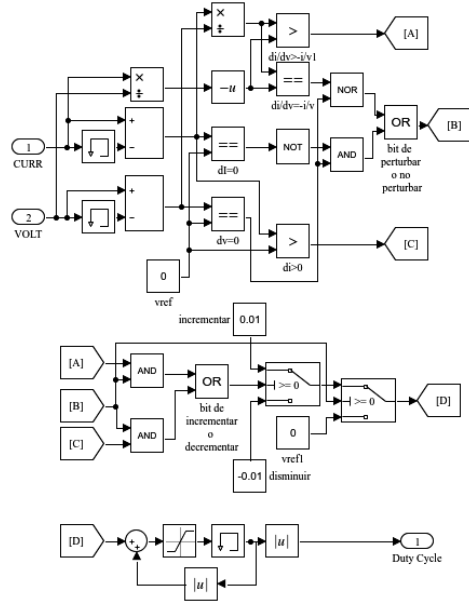 ×
÷
>
[A]
di/dv>-i/v1
×
÷
-u
==
di/dv=-i/v
NOR
+
-
1
CURR
==
dI=0
NOT
AND
OR
[B]
bit de
perturbar
o no
perturbar
+
-
2
VOLT
==
dv=0
>
di>0
[C]
0
vref
incrementar
0.01
[A]
AND
OR
>= 0
>= 0
[D]
[B]
bit de
incrementar
o
decrementar
[C]
AND
0
vref1
-0.01
disminuir
[D]
+
+
|u|
1
Duty Cycle
|u|